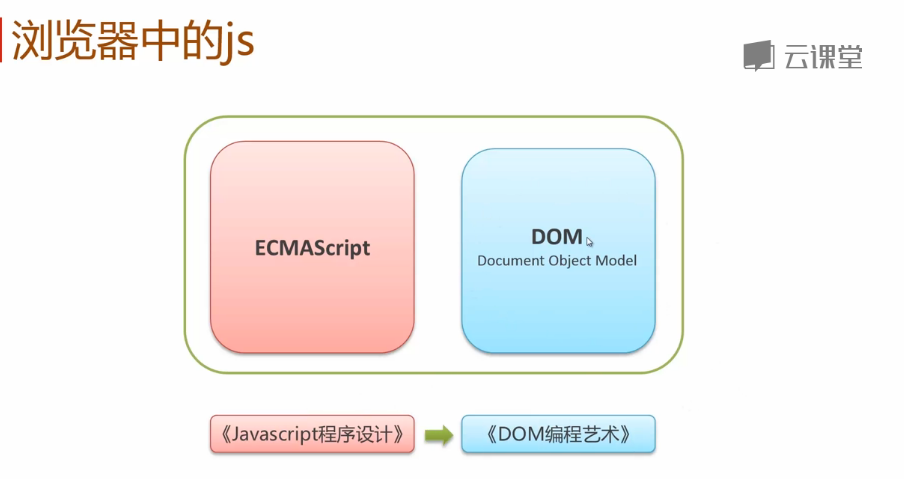 浏览器中的js
云课堂
ECMAScript
DOM
Document Object Model
《Javascript程序设计》
《DOM编程艺术》